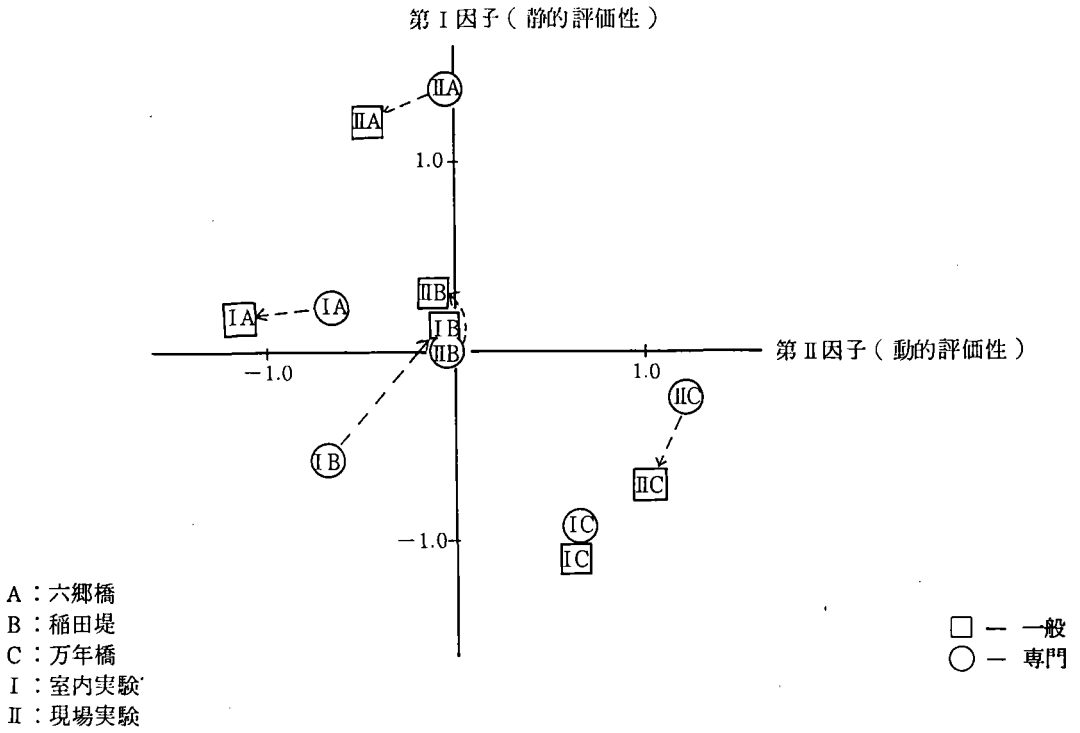 第Ⅰ因子（静的評価性）
ⅡA
ⅡA
1.0
ⅡB
ⅠA
ⅠA
ⅠB
ⅡB
第Ⅱ因子（動的評価性）
-1.0
1.0
ⅡC
ⅠB
ⅡC
ⅠC
-1.0
ⅠC
A：六郷橋
B：稲田堤
C：万年橋
Ⅰ：室内実験
Ⅱ：現場実験
□ ― 一般
○ ― 専門